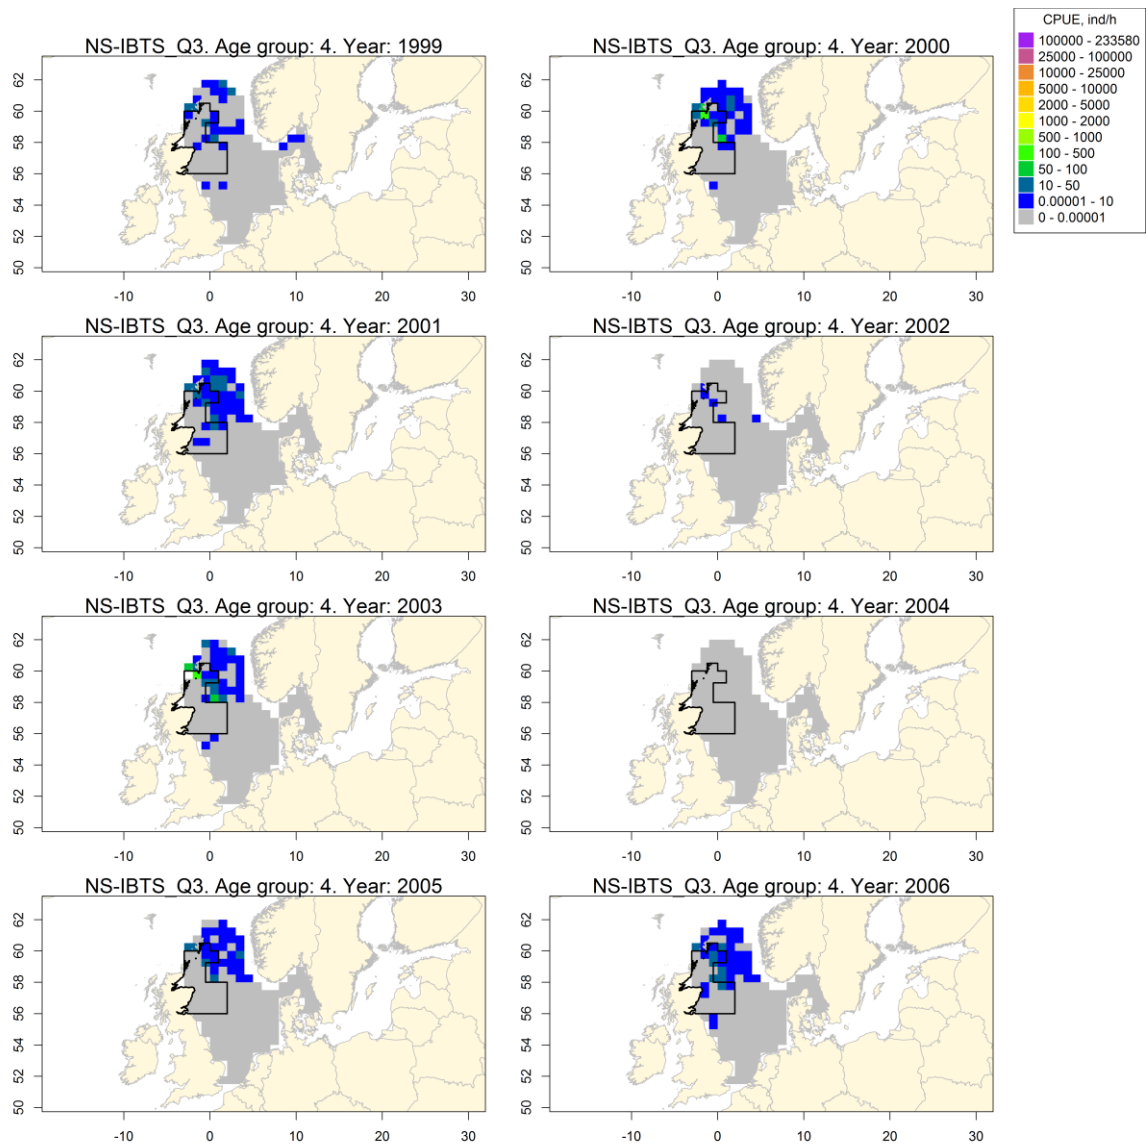 NS-IBTS_Q3. Age group: 4. Year: 1999
62
60
58
56
54
52
50
-10 0 10 20 30
NS-IBTS_Q3. Age group: 4. Year: 2000
62
60
58
56
54
52
50
-10 0 10 20 30
CPUE, ind/h
100000 - 233580
25000 - 100000
10000 - 25000
5000 - 10000
2000 - 5000
1000 - 2000
500 - 1000
100 - 500
50 - 100
10 - 50
0.00001 - 10
0 - 0.00001
NS-IBTS_Q3. Age group: 4. Year: 2001
62
60
58
56
54
52
50
-10 0 10 20 30
NS-IBTS_Q3. Age group: 4. Year: 2002
62
60
58
56
54
52
50
-10 0 10 20 30
NS-IBTS_Q3. Age group: 4. Year: 2003
62
60
58
56
54
52
50
-10 0 10 20 30
NS-IBTS_Q3. Age group: 4. Year: 2004
62
60
58
56
54
52
50
-10 0 10 20 30
NS-IBTS_Q3. Age group: 4. Year: 2005
62
60
58
56
54
52
50
-10 0 10 20 30
NS-IBTS_Q3. Age group: 4. Year: 2006
62
60
58
56
54
52
50
-10 0 10 20 30